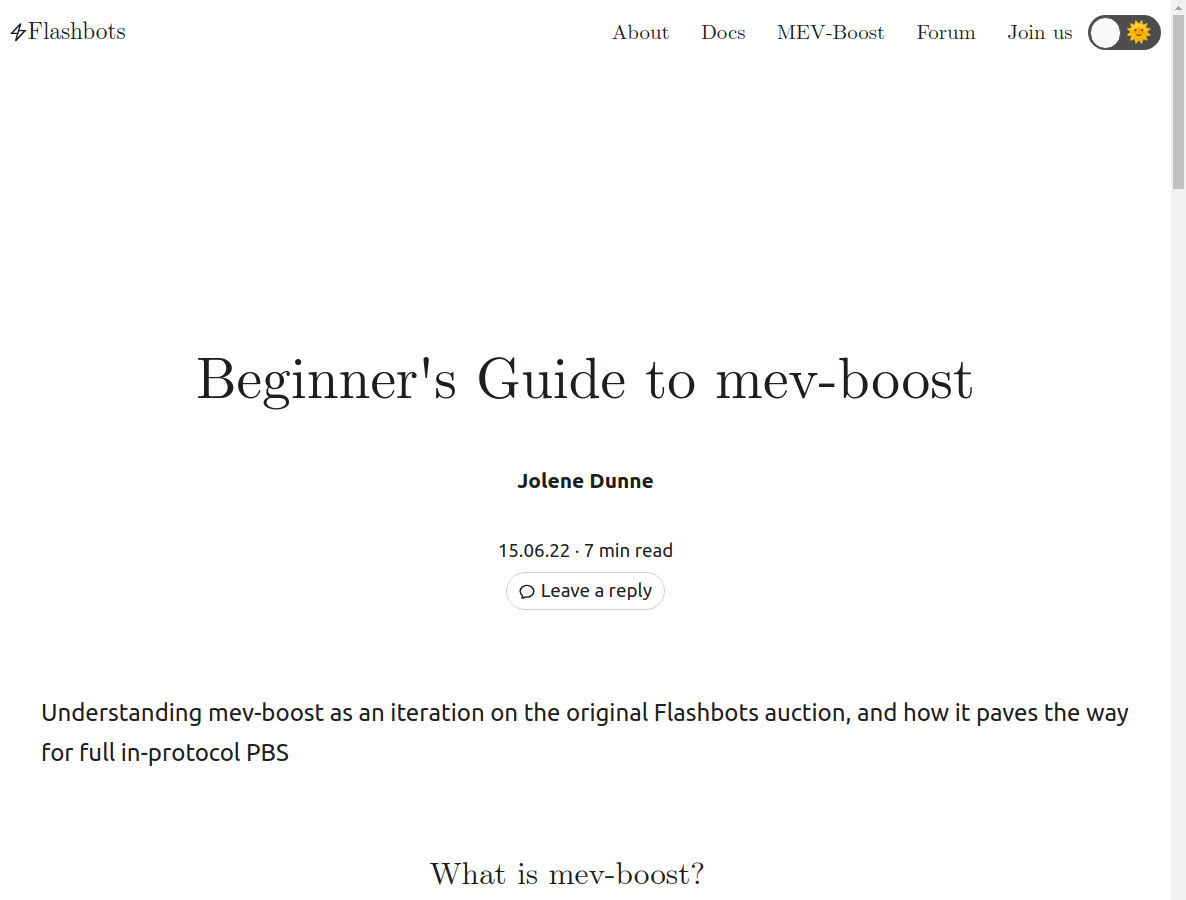 Flashbots
About Docs MEV-Boost Forum Join us
Beginner's Guide to mev-boost
Jolene Dunne
15.06.22 · 7 min read
Leave a reply
Understanding mev-boost as an iteration on the original Flashbots auction, and how it paves the way
for full in-protocol PBS
What is mev-boost?